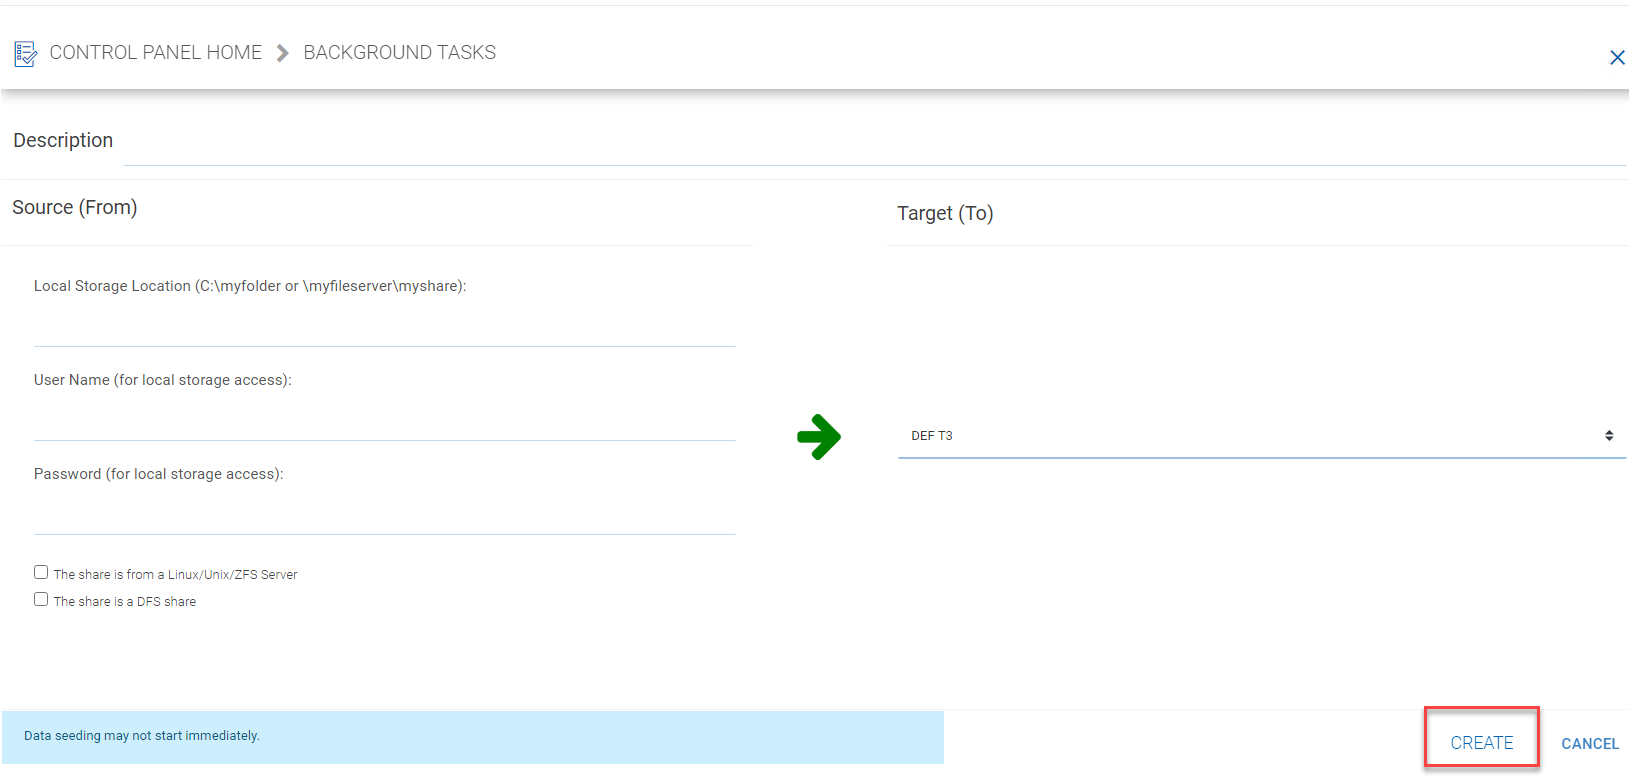 CONTROL PANEL HOME BACKGROUND TASKS
Description
Source (From)
Target (To)
Local Storage Location (C:\myfolder or \myfileserver\myshare):
User Name (for local storage access):
DEF T3
Password (for local storage access):
The share is from a Linux/Unix/ZFS Server
The share is a DFS share
Data seeding may not start immediately.
CREATE
CANCEL